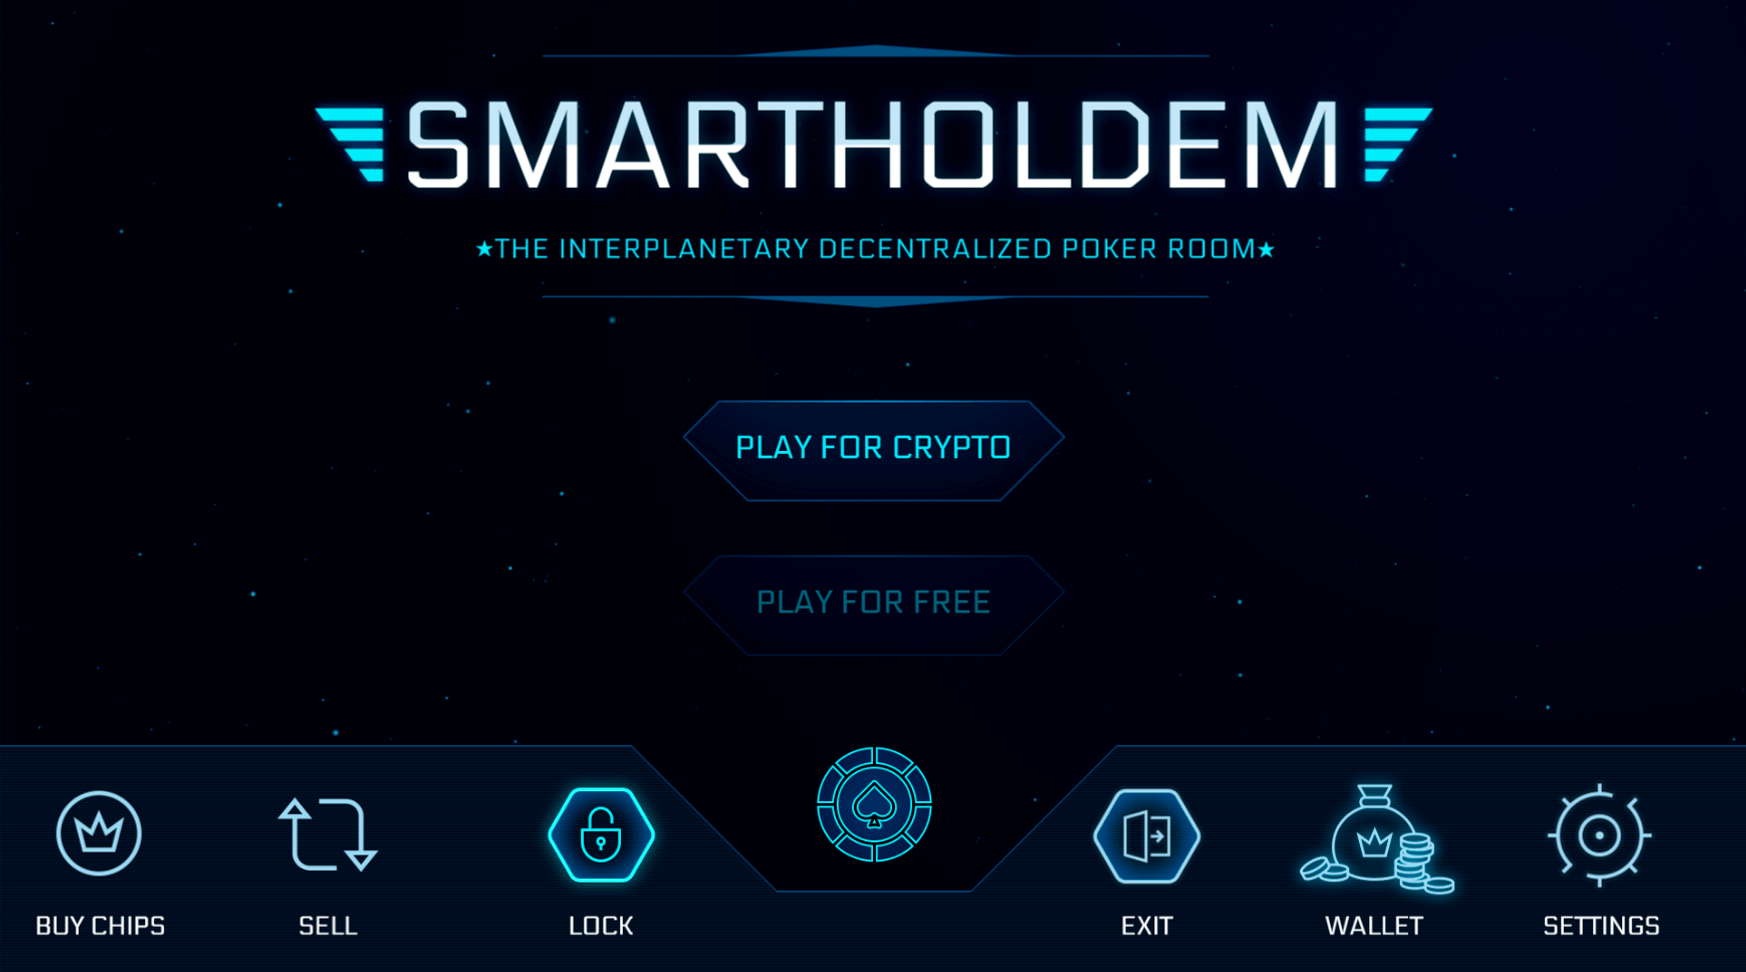 SMARTHOLDEM
★THE INTERPLANETARY DECENTRALIZED POKER ROOM★
PLAY FOR CRYPTO
PLAY FOR FREE
BUY CHIPS
SELL
LOCK
EXIT
WALLET
SETTINGS